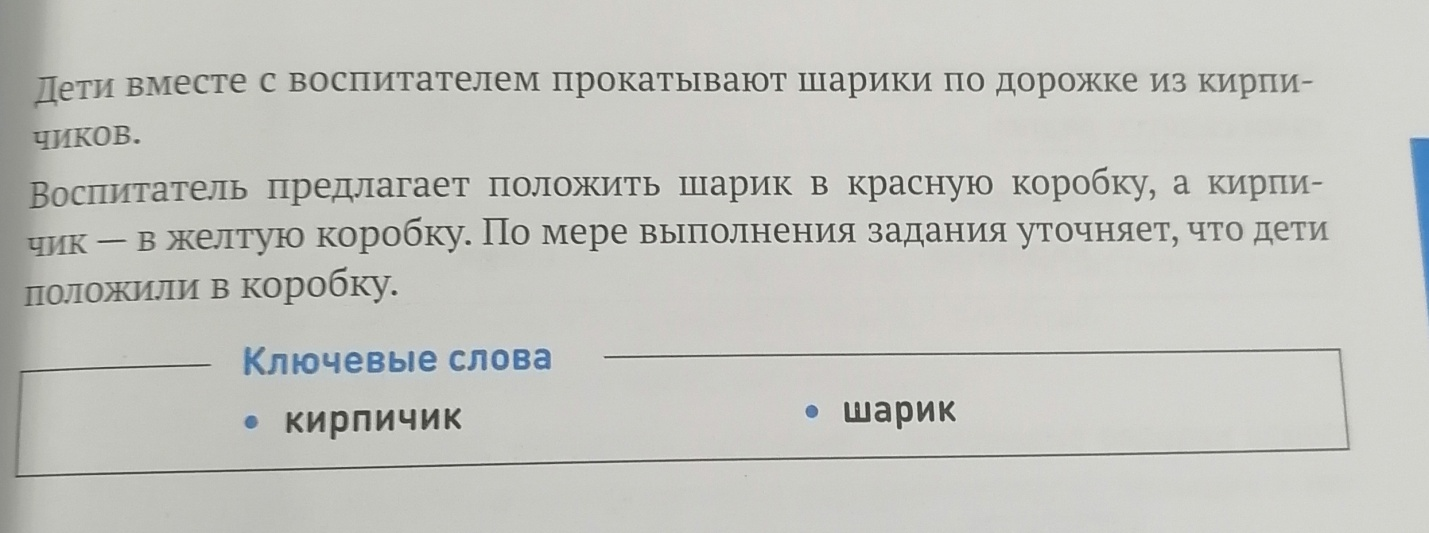 Дети вместе с воспитателем прокатывают шарики по дорожке из кирпи-
чиков.
Воспитатель предлагает положить шарик в красную коробку, а кирпи-
чик — в желтую коробку. По мере выполнения задания уточняет, что дети
положили в коробку.
Ключевые слова
• кирпичик • шарик